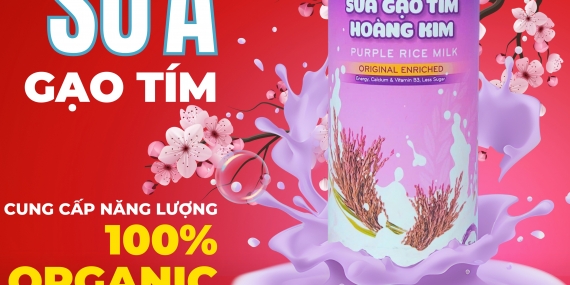 SỮA
GẠO TÍM
CUNG CẤP NĂNG LƯỢNG
100%
ORGANIC
SỮA GẠO TÍM
HOÀNG KIM
PURPLE RICE MILK
ORIGINAL ENRICHED
Energy, Calcium & Vitamin B3, Less Sugar